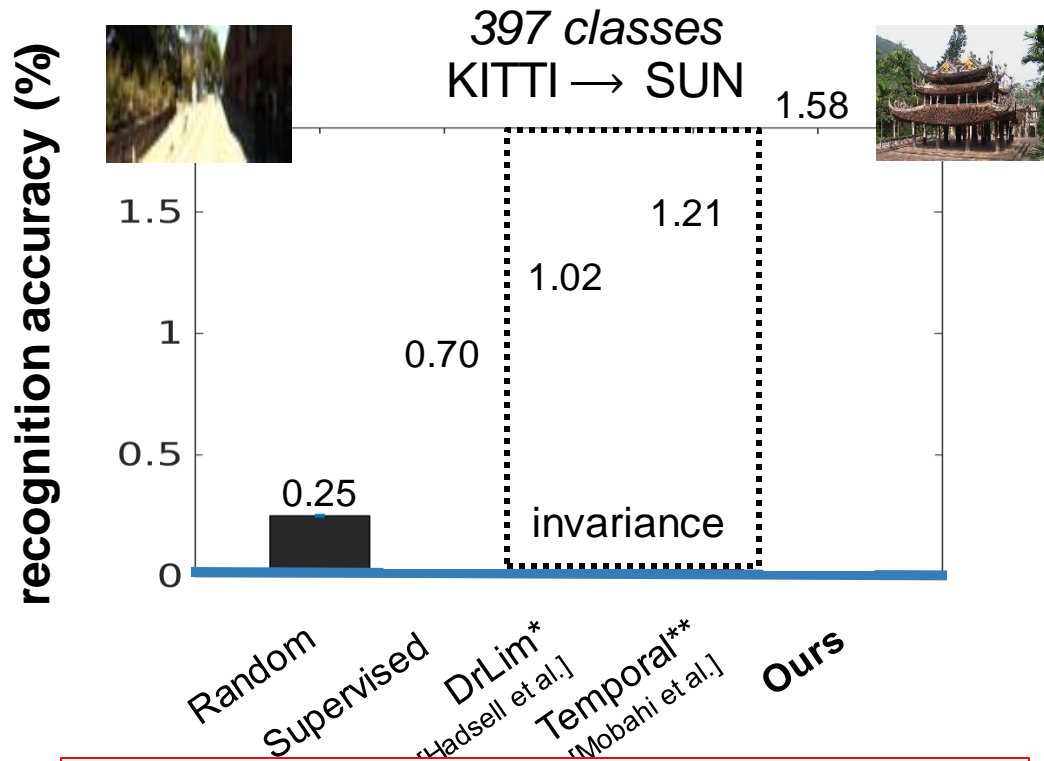 397 classes
KITTI → SUN
1.58
recognition accuracy (%)
1.5
1.21
1.02
1
0.70
0.5
0.25
invariance
0
Random
Supervised
DrLim*
[Hadsell et al.]
Temporal**
[Mobahi et al.]
Ours